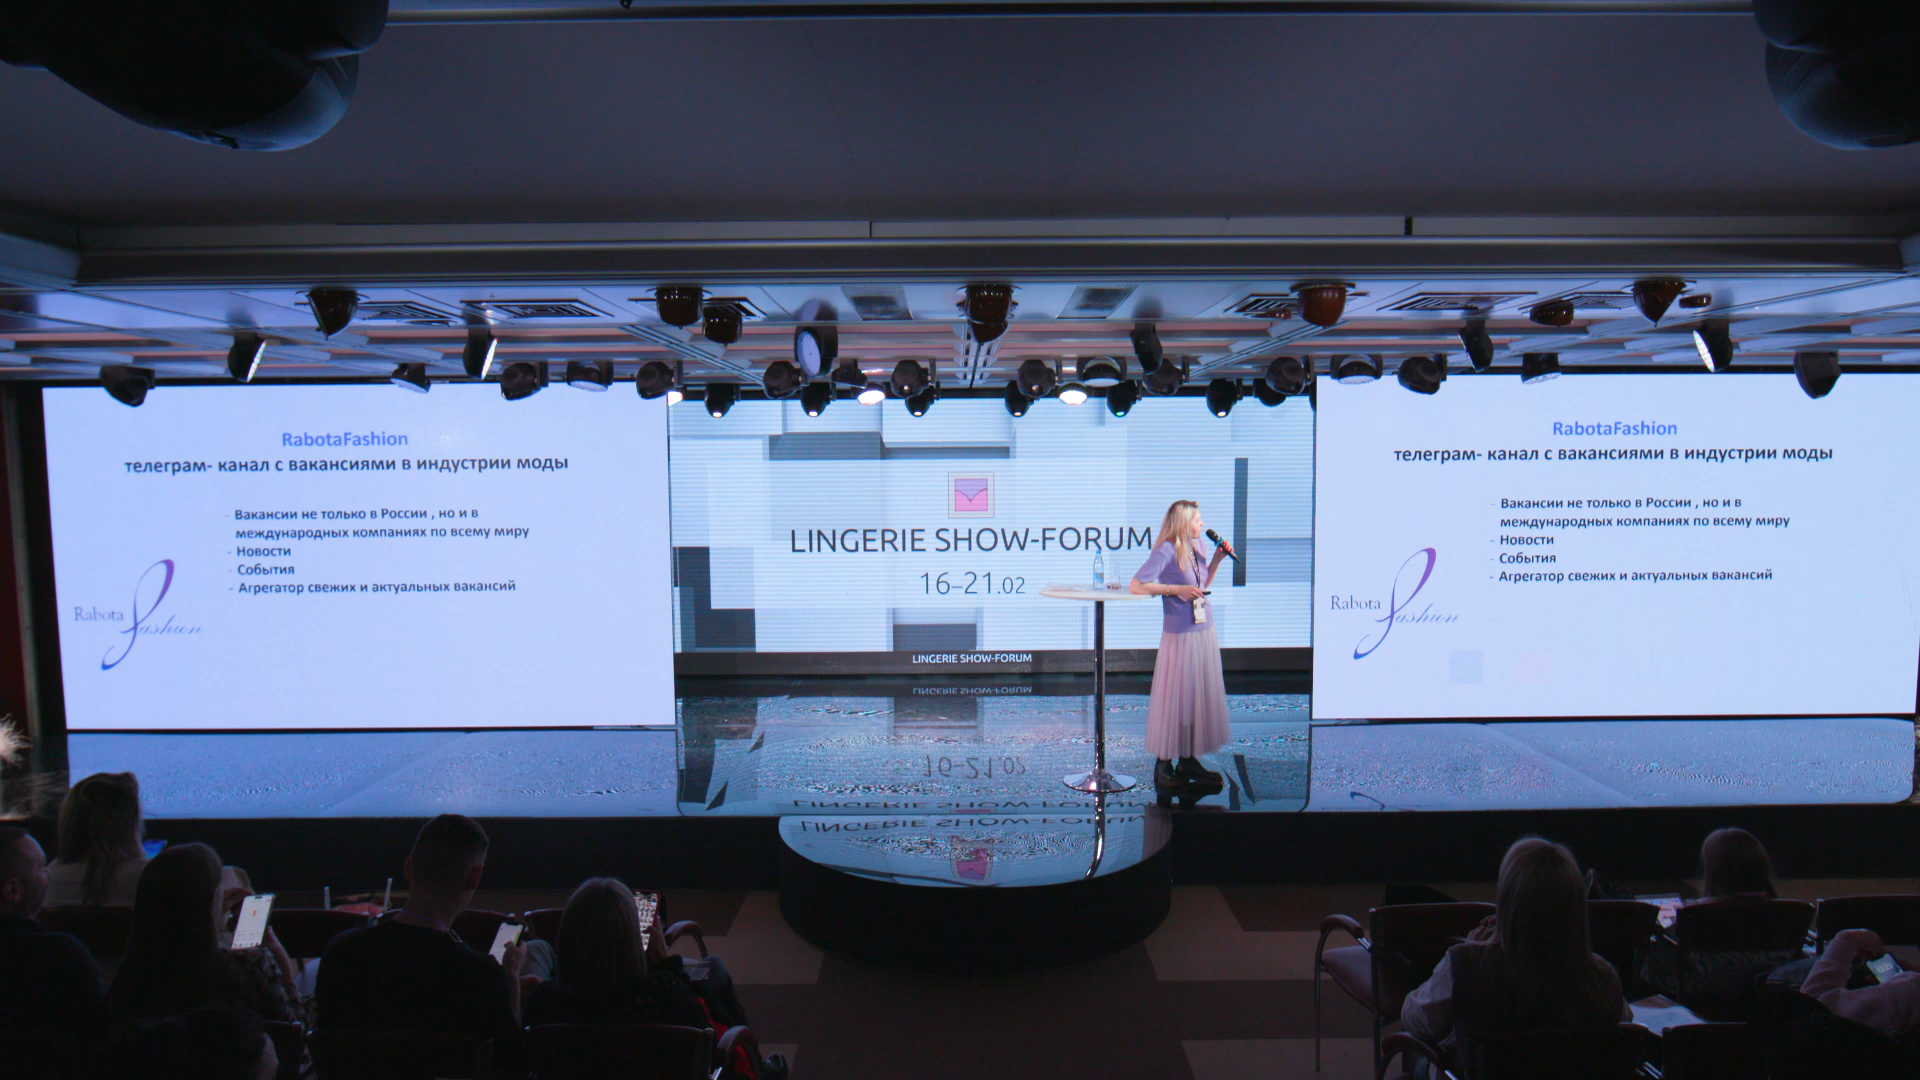 RabotaFashion
телеграм- канал с вакансиями в индустрии моды
- Вакансии не только в России , но и в
международных компаниях по всему миру
- Новости
- События
- Агрегатор свежих и актуальных вакансий
Rabota
Fashion
LINGERIE SHOW-FORUM
16–21.02
LINGERIE SHOW-FORUM
RabotaFashion
телеграм- канал с вакансиями в индустрии моды
- Вакансии не только в России , но и в
международных компаниях по всему миру
- Новости
- События
- Агрегатор свежих и актуальных вакансий
Rabota
Fashion